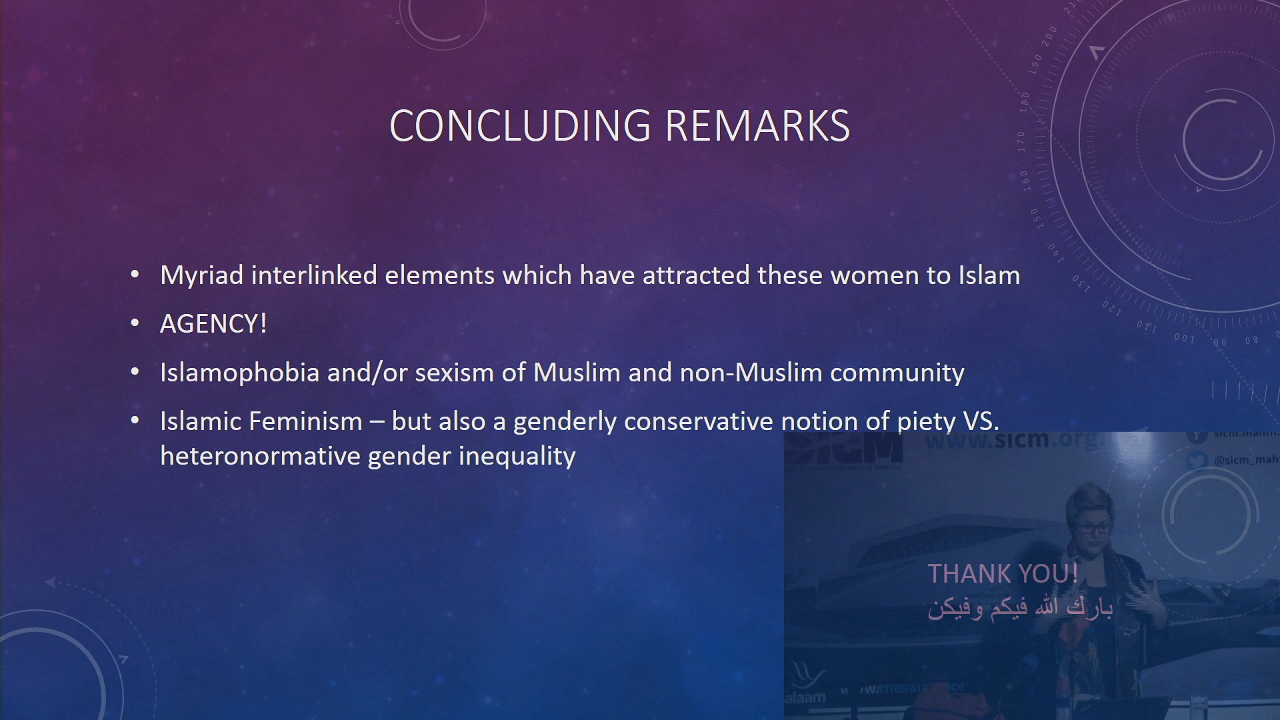 CONCLUDING REMARKS
• Myriad interlinked elements which have attracted these women to Islam
• AGENCY!
• Islamophobia and/or sexism of Muslim and non-Muslim community
• Islamic Feminism – but also a genderly conservative notion of piety VS.
heteronormative gender inequality
www.sicm.org.
SICM
@sicm_mah
THANK YOU!
بارك الله فيكم وفيكن
alaam